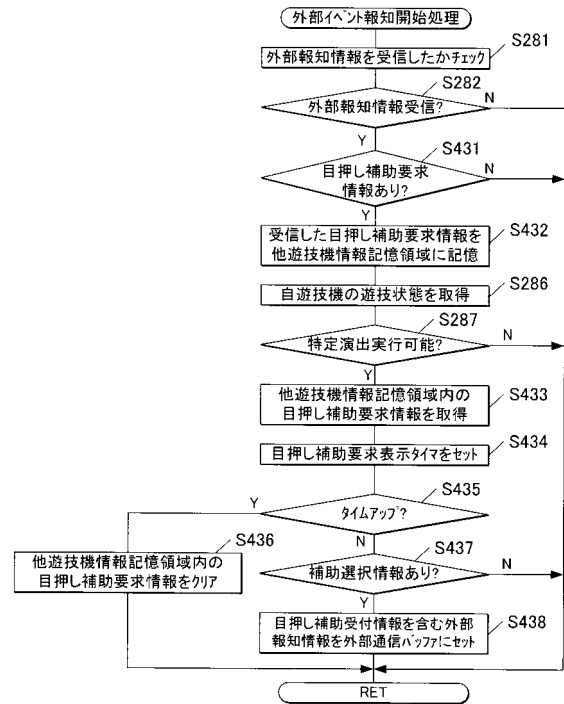 外部イベント報知開始処理
S281
外部報知情報を受信したかチェック
S282
外部報知情報受信?
N
Y
S431
目押し補助要求
情報あり?
N
Y
S432
受信した目押し補助要求情報を
他遊技機情報記憶領域に記憶
S286
自遊技機の遊技状態を取得
S287
特定演出実行可能?
N
Y
S433
他遊技機情報記憶領域内の
目押し補助要求情報を取得
S434
目押し補助要求表示タイマをセット
S435
Y
タイムアップ?
N
S436
他遊技機情報記憶領域内の
目押し補助要求情報をクリア
S437
補助選択情報あり?
N
Y
S438
目押し補助受付情報を含む外部
報知情報を外部通信バッファにセット
RET